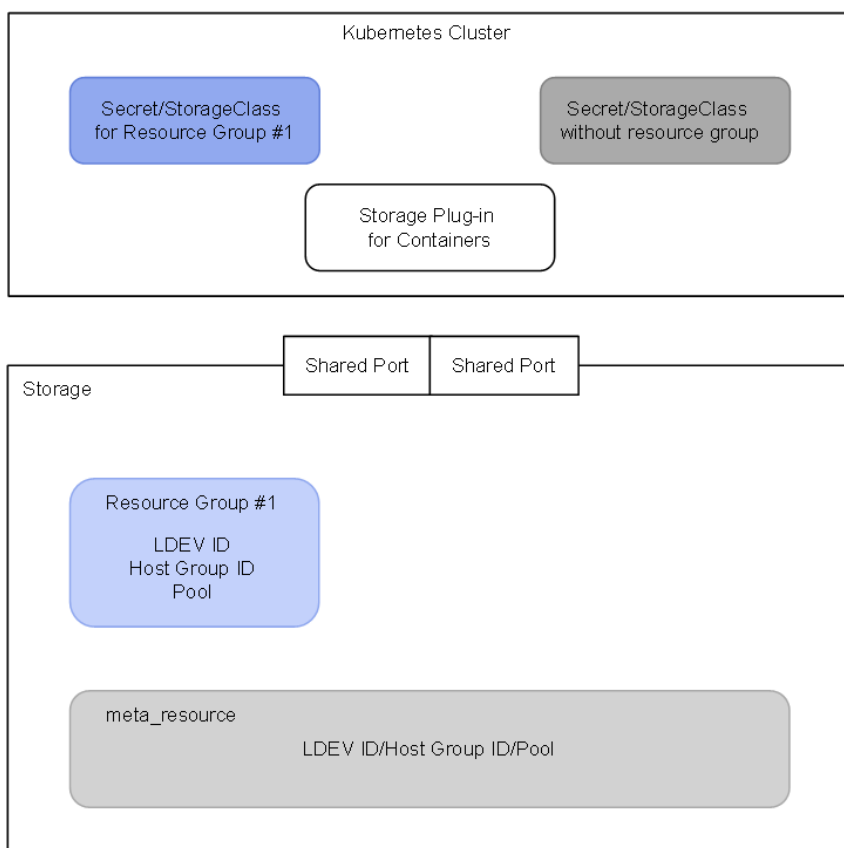 Kubernetes Cluster
Secret/StorageClass
for Resource Group #1
Secret/StorageClass
without resource group
Storage Plug-in
for Containers
Shared Port
Shared Port
Storage
Resource Group #1
LDEV ID
Host Group ID
Pool
meta_resource
LDEV ID/Host Group ID/Pool